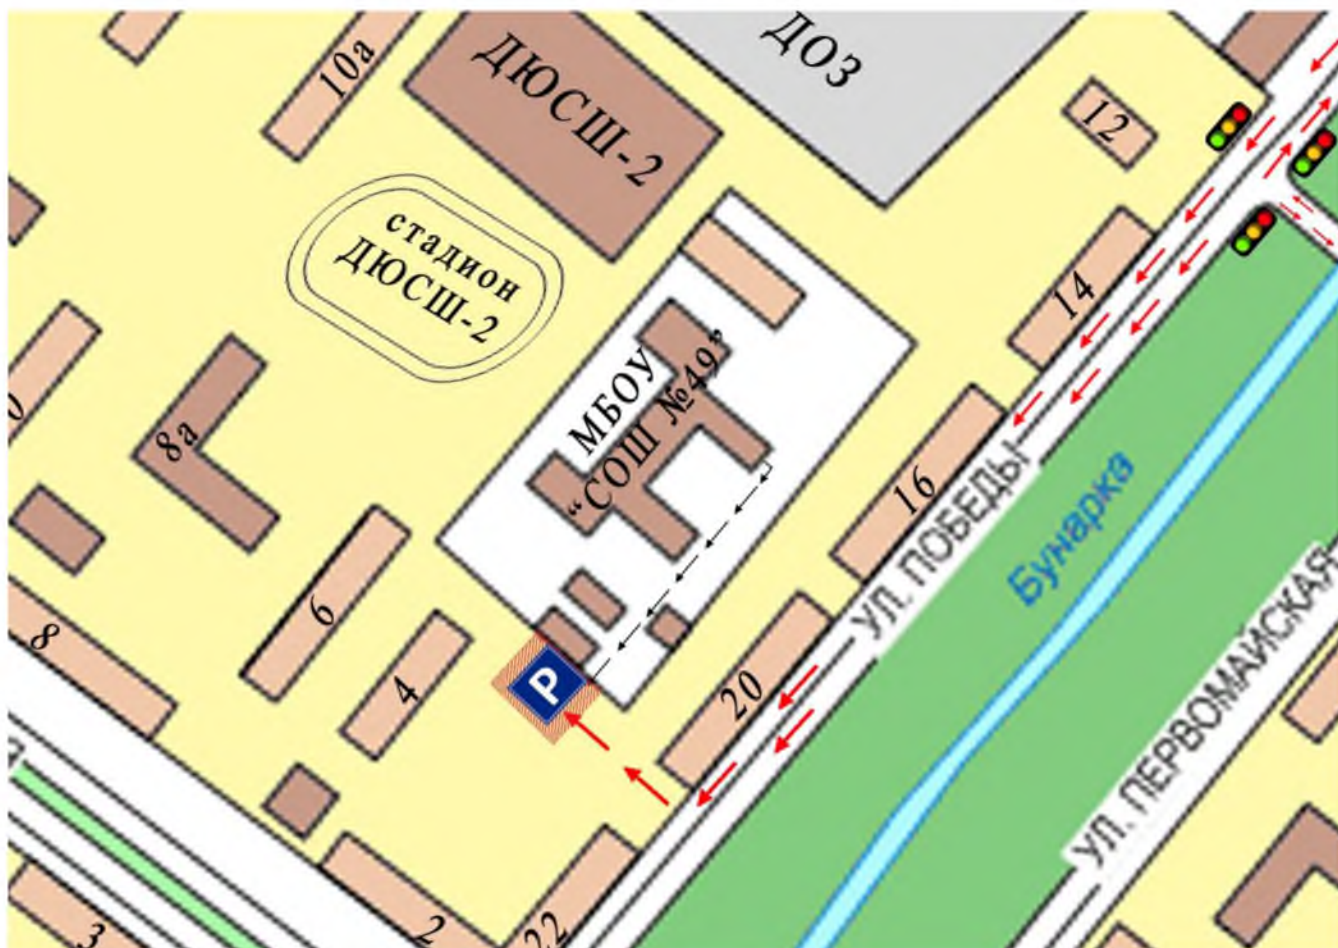 10а
ДЮСШ-2
ДОЗ
12
стадион
ДЮСШ-2
14
МБОУ
“СОШ №49”
8а
16
УЛ. ПОБЕДЫ
Бунарка
6
8
4
P
20
УЛ. ПЕРВОМАЙСКАЯ
3
2
22